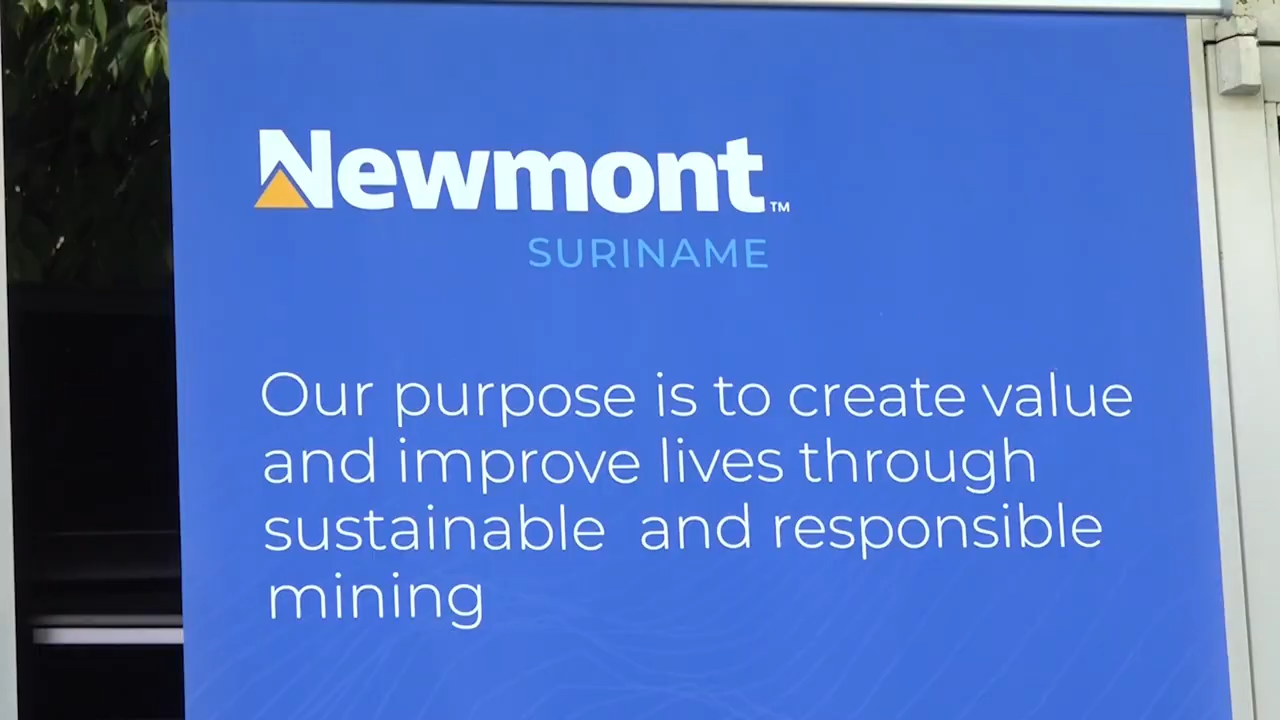 Newmont™
SURINAME
Our purpose is to create value
and improve lives through
sustainable  and responsible
mining